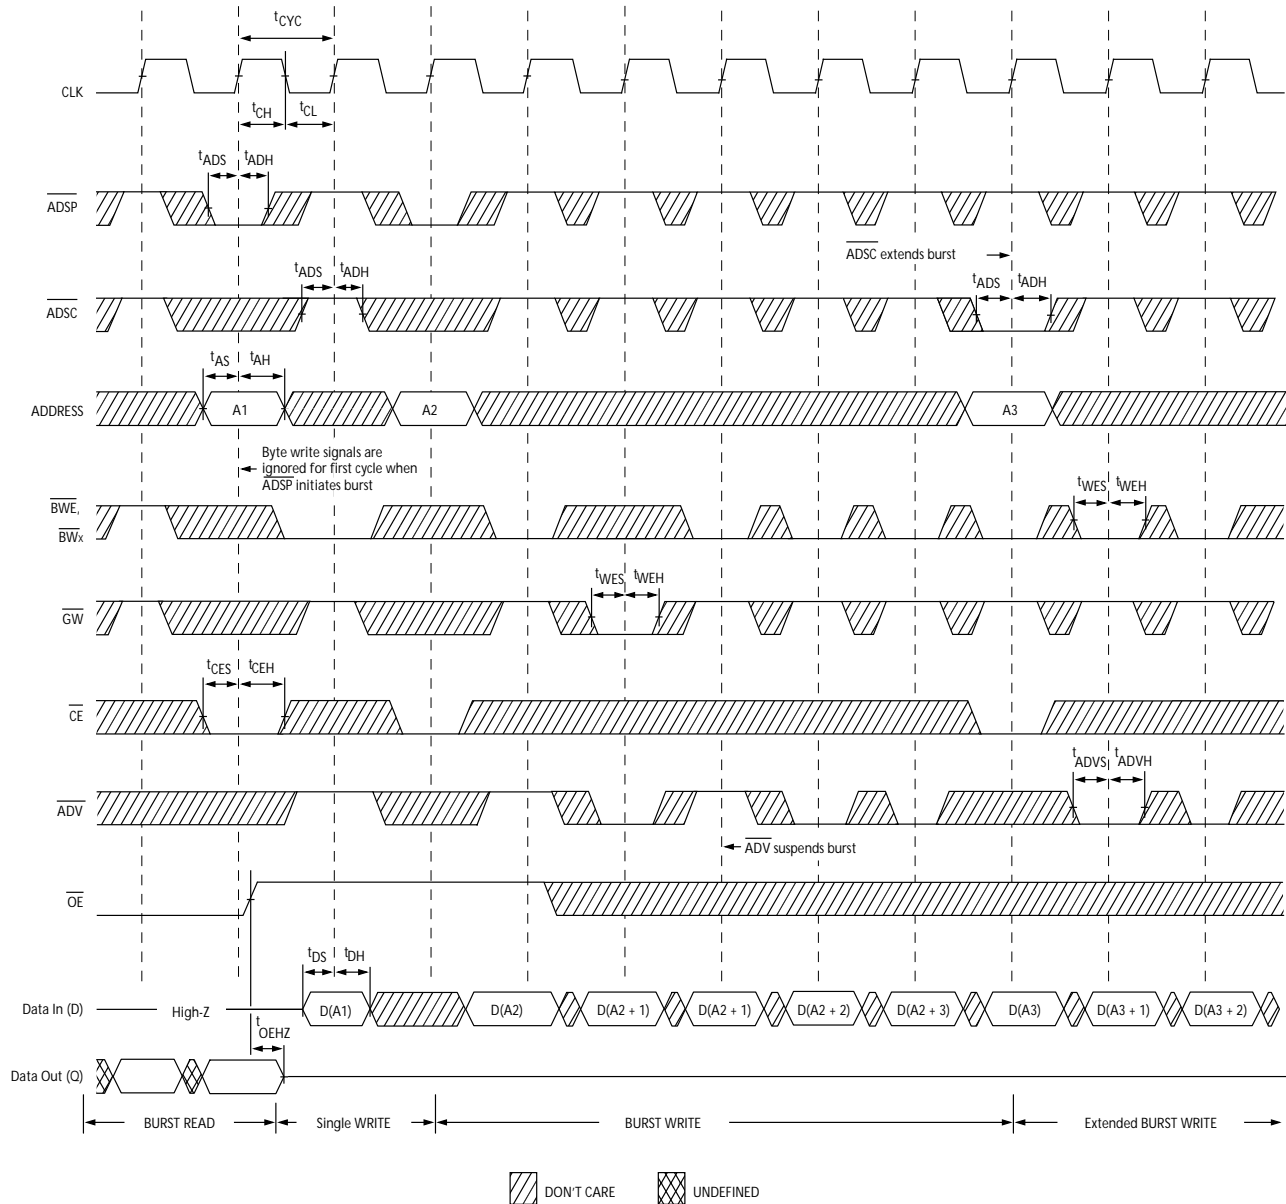 tCYC
CLK
tCH
tCL
tADS
tADH
ADSP
ADSC extends burst
tADS
tADH
tADS
tADH
ADSC
tAS
tAH
ADDRESS
A1
A2
A3
Byte write signals are
ignored for first cycle when
ADSP initiates burst
tWES
tWEH
BWE,
BWx
tWES
tWEH
GW
tCES
tCEH
CE
tADVS
tADVH
ADV
ADV suspends burst
OE
tDS
tDH
Data In (D)
High-Z
D(A1)
D(A2)
D(A2 + 1)
D(A2 + 1)
D(A2 + 2)
D(A2 + 3)
D(A3)
D(A3 + 1)
D(A3 + 2)
tOEHZ
Data Out (Q)
BURST READ
Single WRITE
BURST WRITE
Extended BURST WRITE
DON'T CARE
UNDEFINED